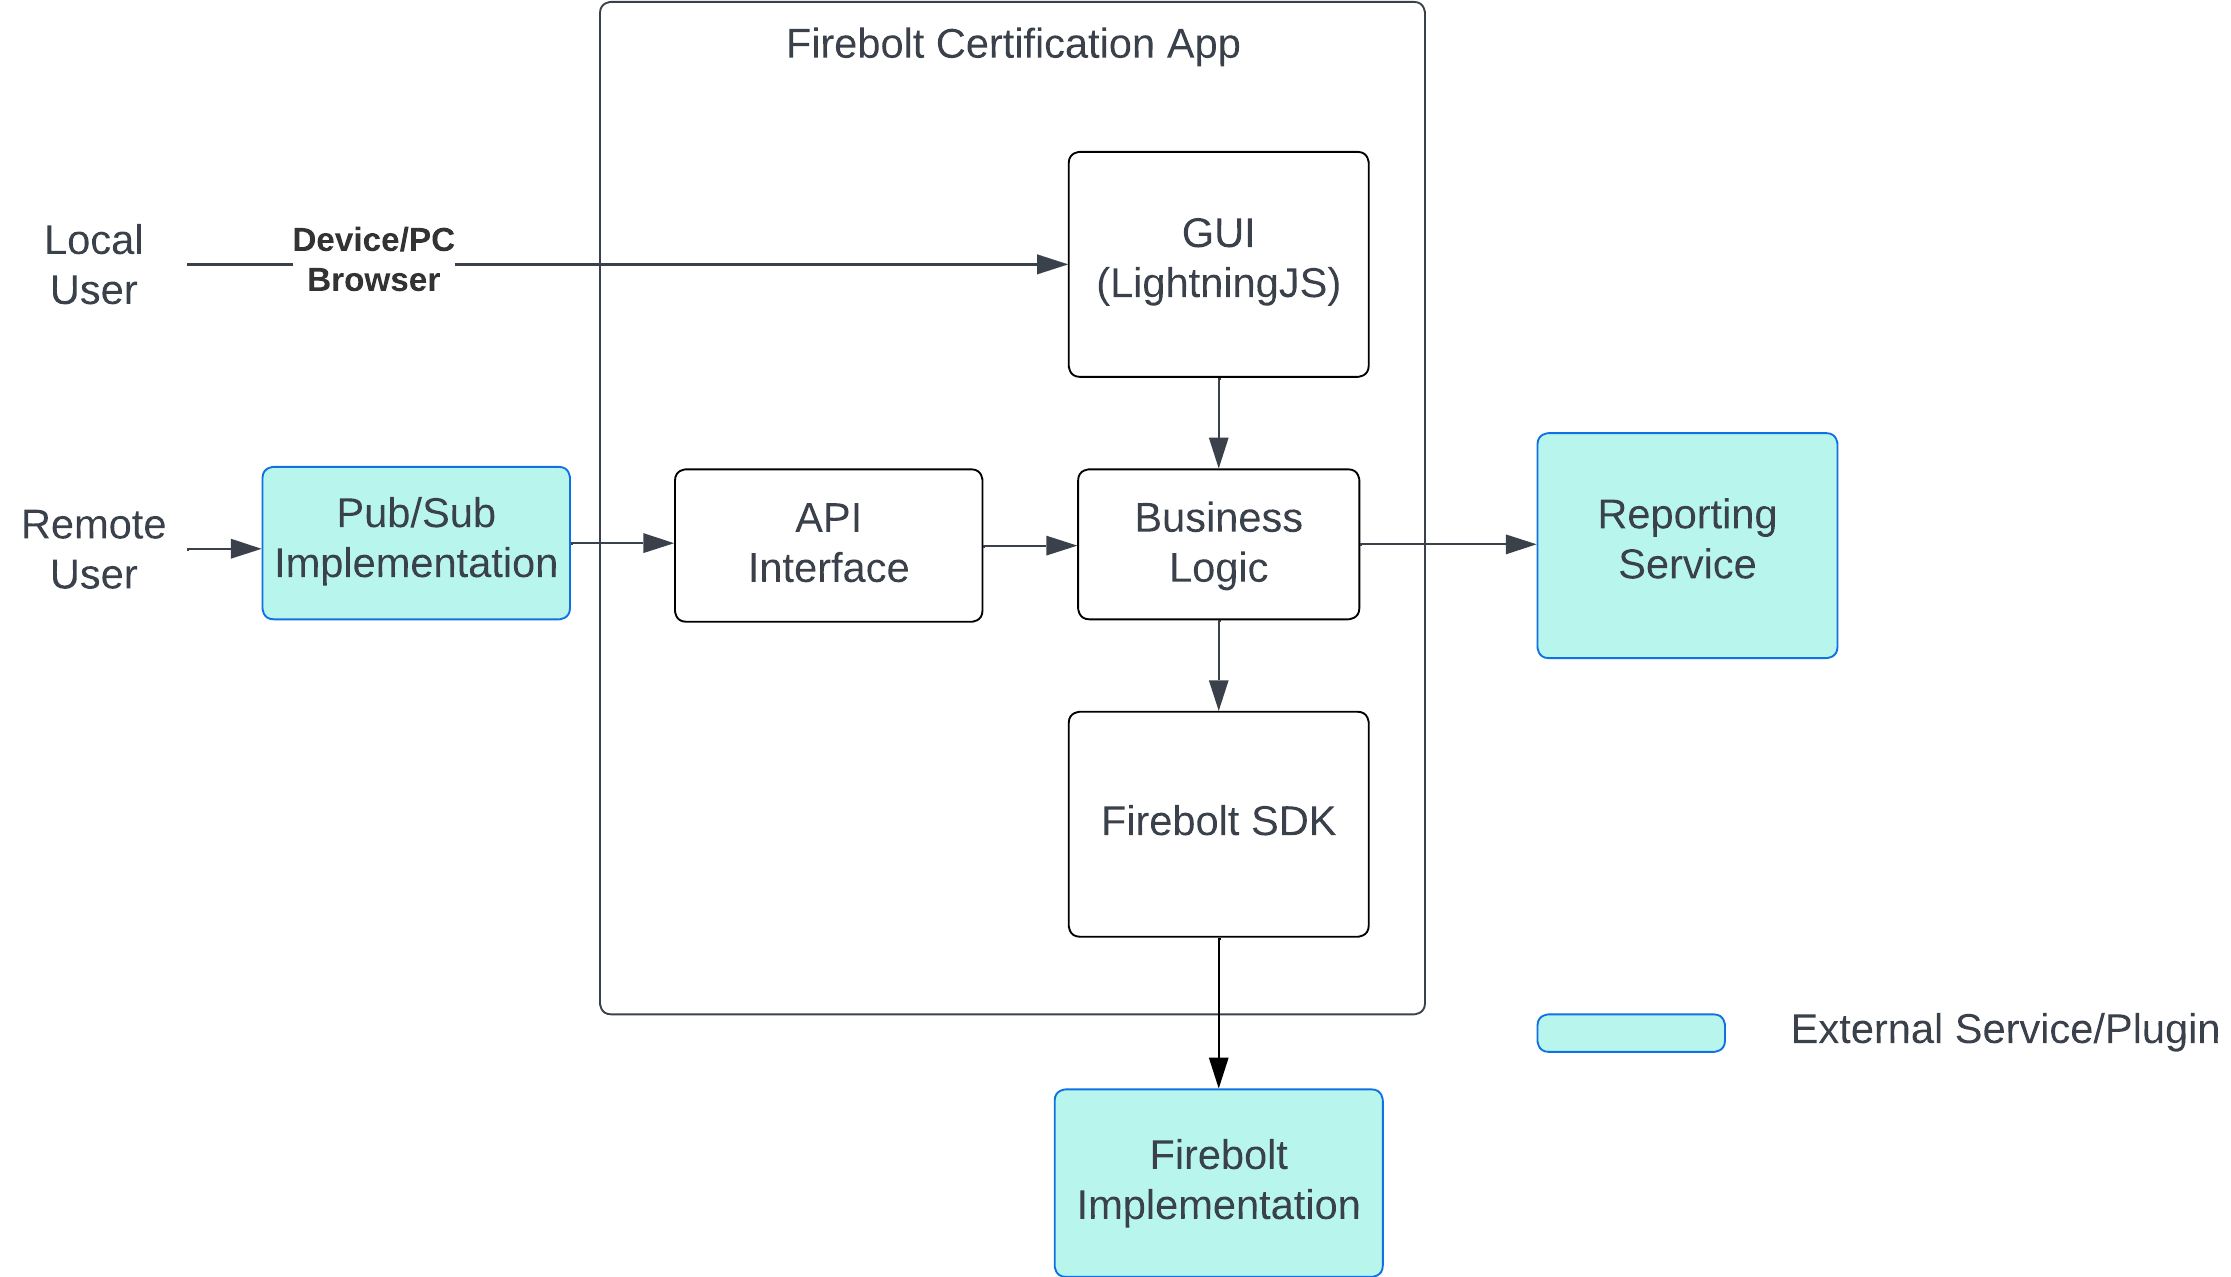 Firebolt Certification App
GUI
(LightningJS)
Local
User
Device/PC
Browser
Remote
User
Pub/Sub
Implementation
API
Interface
Business
Logic
Reporting
Service
Firebolt SDK
External Service/Plugin
Firebolt
Implementation